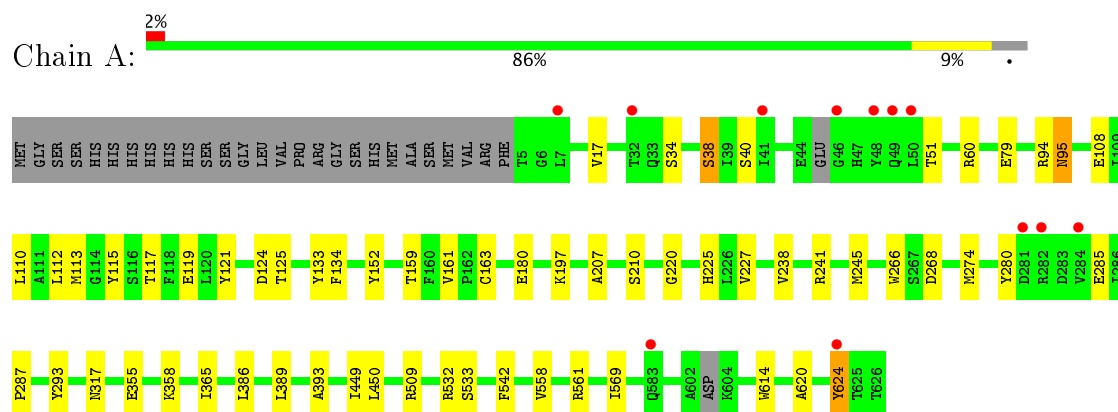 2%
Chain A:
86% 9% •
MET GLY SER SER HIS HIS HIS HIS HIS HIS SER SER GLY LEU VAL PRO ARG GLY SER HIS MET ALA SER MET VAL ARG PHE T5 G6 L7 V17 T32 Q33 S34 S38 I39 S40 I41 E44 GLU G46 H47 Y48 Q49 L50 T51 R60 E79 R94 N95 E108 I109
L110 A111 L112 M113 G114 Y115 S116 T117 F118 E119 L120 Y121 D124 T125 Y133 F134 Y152 T159 F160 V161 P162 C163 E180 K197 A207 S210 G220 H225 L226 V227 V238 R241 M245 W266 S267 D268 M274 Y280 D281 R282 D283 V284 E285 I286
P287 Y293 N317 E355 K358 I365 L386 L389 A393 I449 L450 R509 R532 S533 F542 V558 R561 I569 Q583 A602 ASP K604 W614 A620 Y624 T625 T626